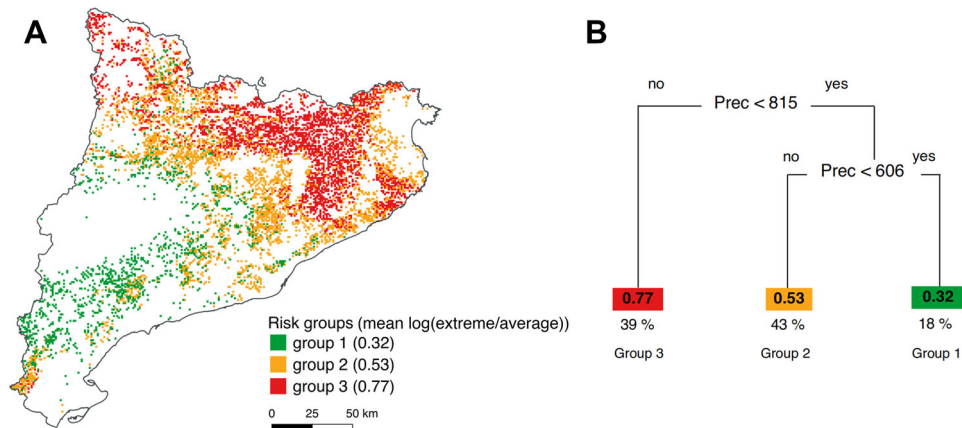 A
Risk groups (mean log(extreme/average))
group 1 (0.32)
group 2 (0.53)
group 3 (0.77)
0 25 50 km
B
no yes
Prec < 815
no yes
Prec < 606
0.77 0.53 0.32
39 % 43 % 18 %
Group 3 Group 2 Group 1